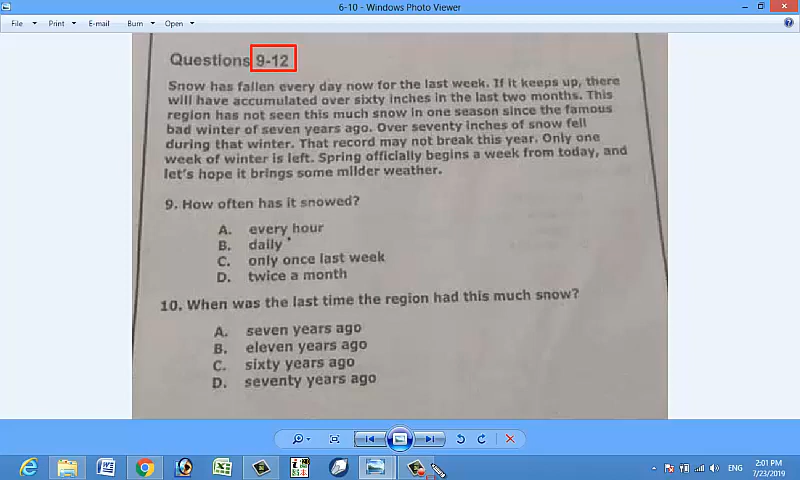 6-10 - Windows Photo Viewer
File Print E-mail Burn Open
Questions 9-12
Snow has fallen every day now for the last week. If it keeps up, there
will have accumulated over sixty inches in the last two months. This
region has not seen this much snow in one season since the famous
bad winter of seven years ago. Over seventy inches of snow fell
during that winter. That record may not break this year. Only one
week of winter is left. Spring officially begins a week from today, and
let's hope it brings some milder weather.
9. How often has it snowed?
A. every hour
B. daily
C. only once last week
D. twice a month
10. When was the last time the region had this much snow?
A. seven years ago
B. eleven years ago
C. sixty years ago
D. seventy years ago
ENG
2:01 PM
7/23/2019